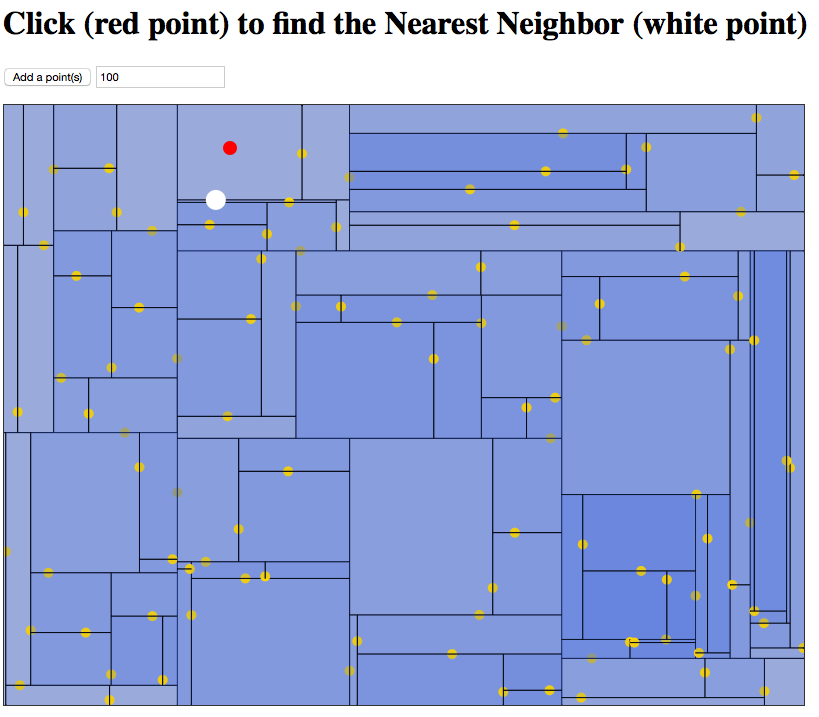 Click (red point) to find the Nearest Neighbor (white point)
Add a point(s) 100